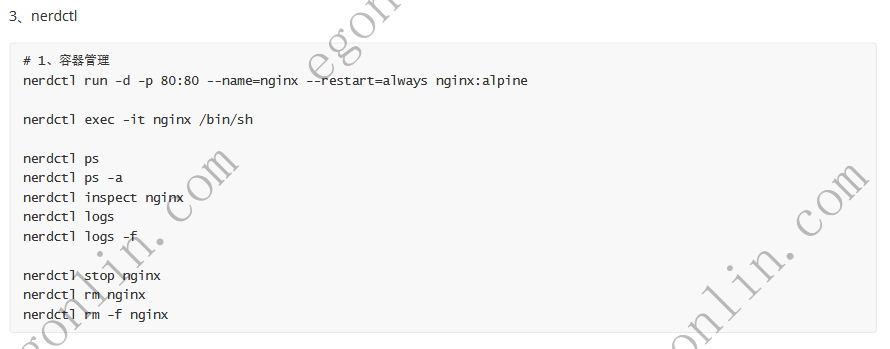 3、nerdctl
# 1、容器管理
nerdctl run -d -p 80:80 --name=nginx --restart=always nginx:alpine
nerdctl exec -it nginx /bin/sh
nerdctl ps
nerdctl ps -a
nerdctl inspect nginx
nerdctl logs
nerdctl logs -f
nerdctl stop nginx
nerdctl rm nginx
nerdctl rm -f nginx
egon
gonlin.com
onlin.com